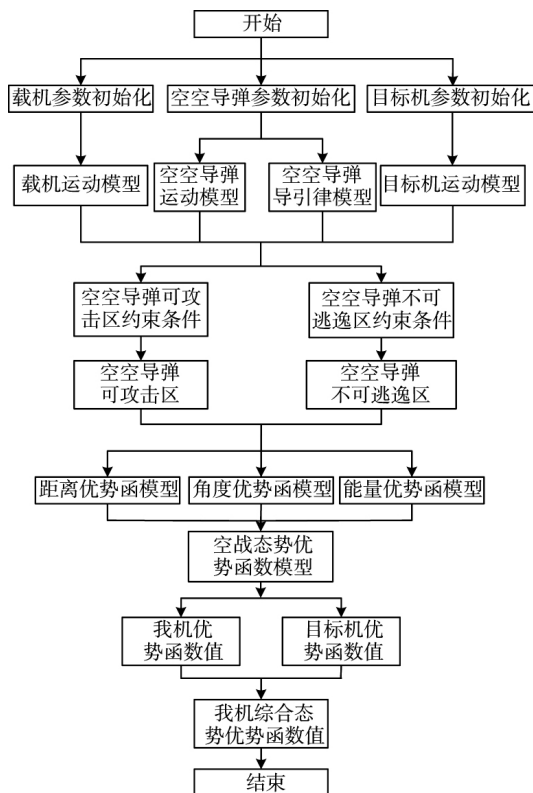 开始
载机参数初始化
空空导弹参数初始化
目标机参数初始化
载机运动模型
空空导弹
运动模型
空空导弹
导引律模型
目标机运动模型
空空导弹可攻
击区约束条件
空空导弹不可
逃逸区约束条件
空空导弹
可攻击区
空空导弹
不可逃逸区
距离优势函模型
角度优势函模型
能量优势函模型
空战态势优
势函数模型
我机优
势函数值
目标机优
势函数值
我机综合态
势优势函数值
结束